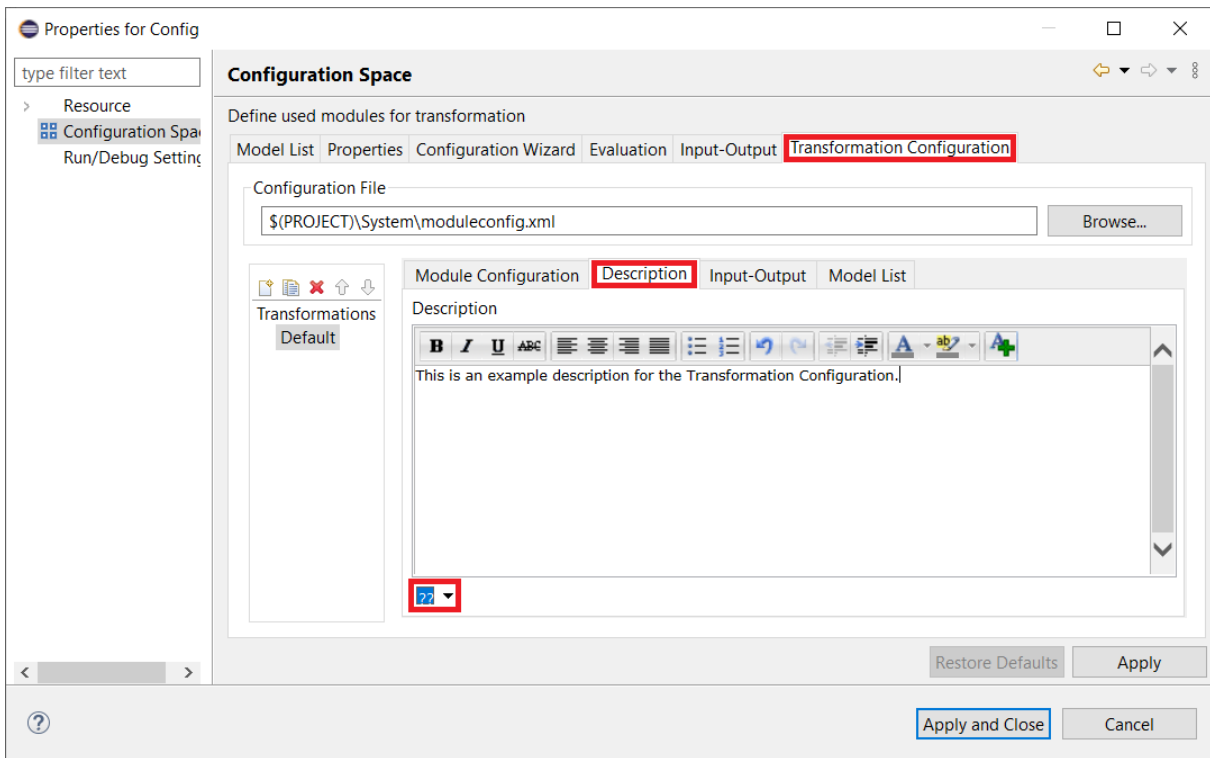 Properties for Config
type filter text
Configuration Space
Resource
Configuration Spa
Run/Debug Setting
Define used modules for transformation
Model List Properties Configuration Wizard Evaluation Input-Output Transformation Configuration
Configuration File
$(PROJECT)\System\moduleconfig.xml Browse...
Module Configuration Description Input-Output Model List
Transformations
Default
Description
B I U ABC A ab A
This is an example description for the Transformation Configuration.
??
Restore Defaults Apply
? Apply and Close Cancel